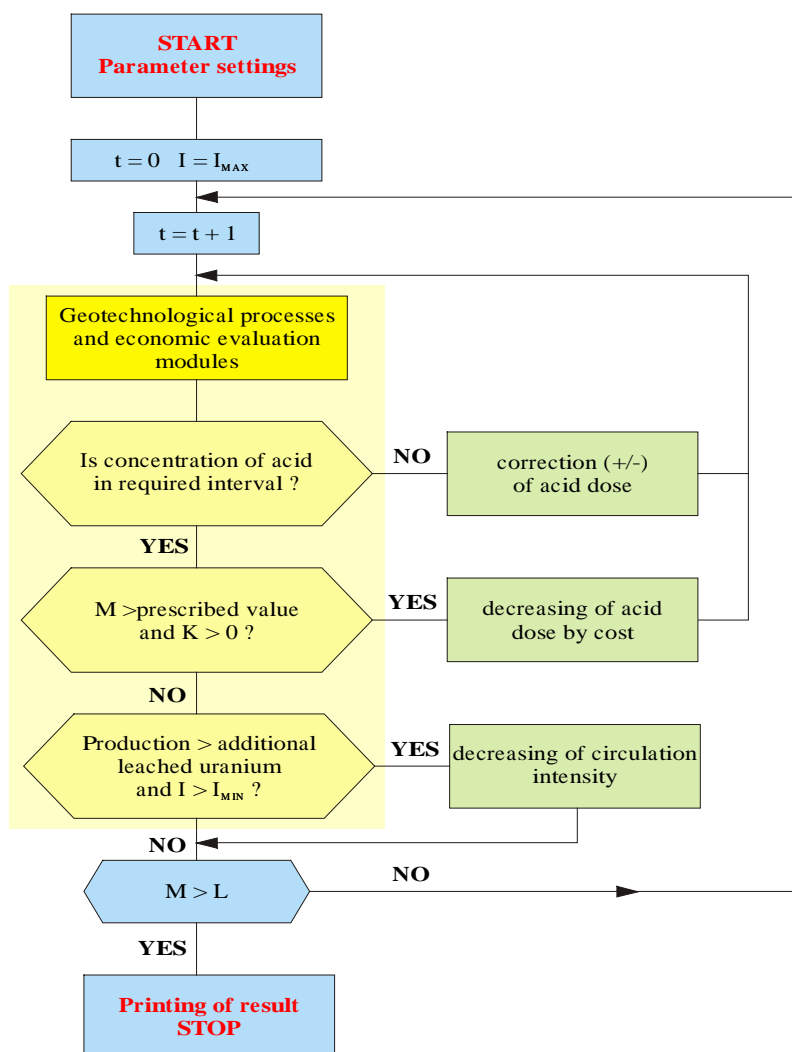 START
Parameter settings
t = 0 I = I_MAX
t = t + 1
Geotechnological processes
and economic evaluation
modules
Is concentration of acid
in required interval ?
NO
correction (+/-)
of acid dose
YES
M >prescribed value
and K > 0 ?
YES
decreasing of acid
dose by cost
NO
Production > additional
leached uranium
and I > I_MIN ?
YES
decreasing of circulation
intensity
NO
M > L
NO
YES
Printing of result
STOP